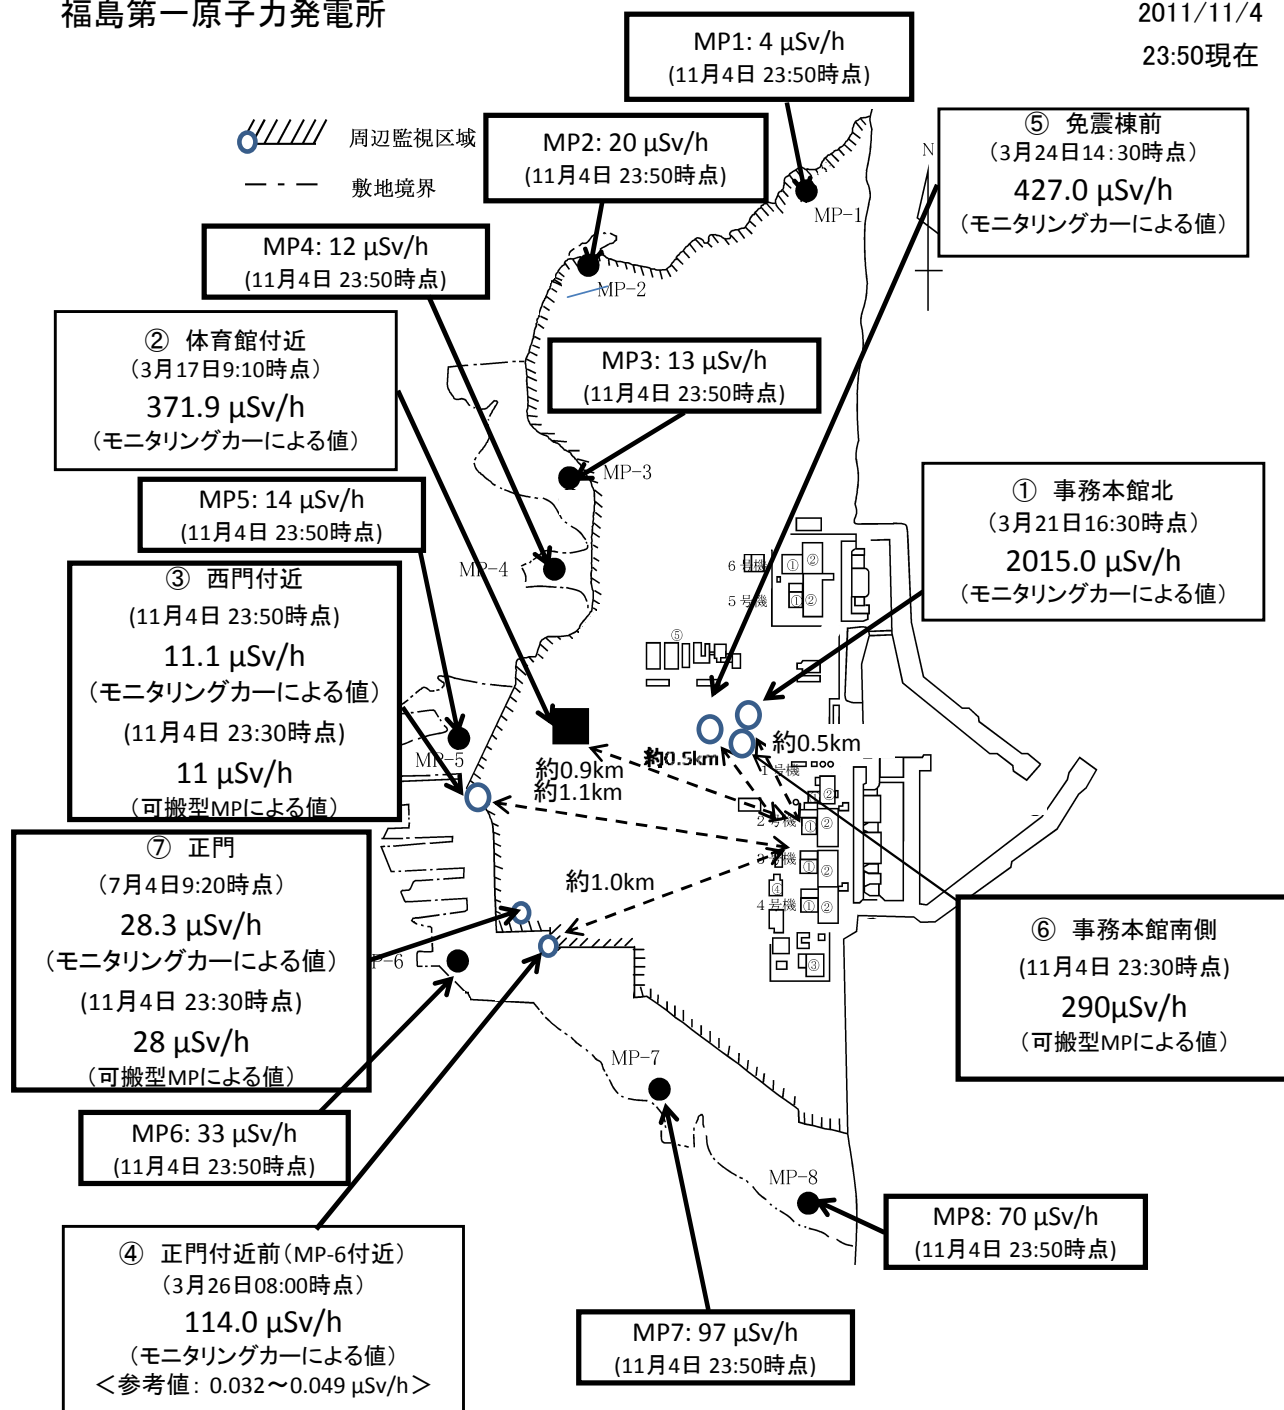 福島第一原子力発電所
2011/11/4
23:50現在
MP1: 4 μSv/h
(11月4日 23:50時点)
周辺監視区域
敷地境界
MP2: 20 μSv/h
(11月4日 23:50時点)
⑤ 免震棟前
(3月24日14:30時点)
427.0 μSv/h
(モニタリングカーによる値)
N
MP-1
MP4: 12 μSv/h
(11月4日 23:50時点)
MP-2
② 体育館付近
(3月17日9:10時点)
371.9 μSv/h
(モニタリングカーによる値)
MP3: 13 μSv/h
(11月4日 23:50時点)
MP-3
MP5: 14 μSv/h
(11月4日 23:50時点)
① 事務本館北
(3月21日16:30時点)
2015.0 μSv/h
(モニタリングカーによる値)
MP-4
6号機
①
②
5号機
①
②
③ 西門付近
(11月4日 23:50時点)
11.1 μSv/h
(モニタリングカーによる値)
(11月4日 23:30時点)
11 μSv/h
(可搬型MPによる値)
⑤
MP-5
約0.9km
約1.1km
約0.5km
約0.5km
1号機
①
②
2号機
①
②
3号機
①
②
④
4号機
①
②
③
約1.0km
⑦ 正門
(7月4日9:20時点)
28.3 μSv/h
(モニタリングカーによる値)
(11月4日 23:30時点)
28 μSv/h
(可搬型MPによる値)
P-6
⑥ 事務本館南側
(11月4日 23:30時点)
290μSv/h
(可搬型MPによる値)
MP-7
MP6: 33 μSv/h
(11月4日 23:50時点)
MP-8
MP8: 70 μSv/h
(11月4日 23:50時点)
④ 正門付近前(MP-6付近)
(3月26日08:00時点)
114.0 μSv/h
(モニタリングカーによる値)
<参考値: 0.032~0.049 μSv/h>
MP7: 97 μSv/h
(11月4日 23:50時点)